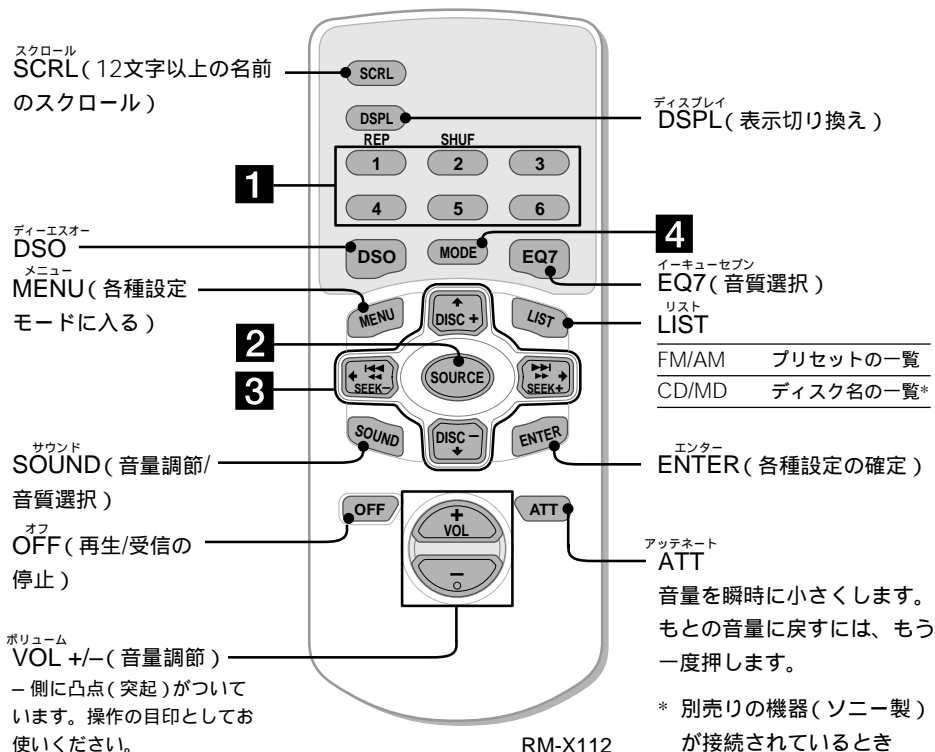 スクロール
SCRL(12文字以上の名前
のスクロール)
ディスプレイ
DSPL(表示切り換え)
SCRL
DSPL
REP
SHUF
1
2
3
4
5
6
1
4
ディーエスオー
DSO
メニュー
MENU(各種設定
モードに入る)
DSO
MODE
EQ7
イーキューセブン
EQ7(音質選択)
リスト
LIST
FM/AM プリセットの一覧
CD/MD ディスク名の一覧*
MENU
DISC +
LIST
2
3
SEEK–
SOURCE
SEEK+
SOUND
DISC –
ENTER
サウンド
SOUND(音量調節/
音質選択)
エンター
ENTER(各種設定の確定)
オフ
OFF(再生/受信の
停止)
OFF
+
VOL
–
ATT
アッテネート
ATT
音量を瞬時に小さくします。
もとの音量に戻すには、もう
一度押します。
ボリューム
VOL +/–(音量調節)
– 側に凸点(突起)がついて
います。操作の目印としてお
使いください。
RM-X112
* 別売りの機器(ソニー製)
が接続されているとき